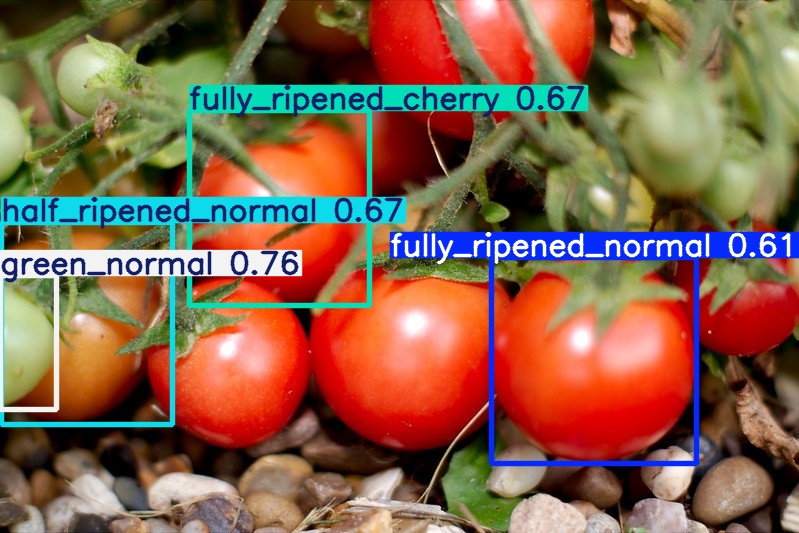 fully_ripened_cherry 0.67
half_ripened_normal 0.67
fully_ripened_normal 0.61
green_normal 0.76